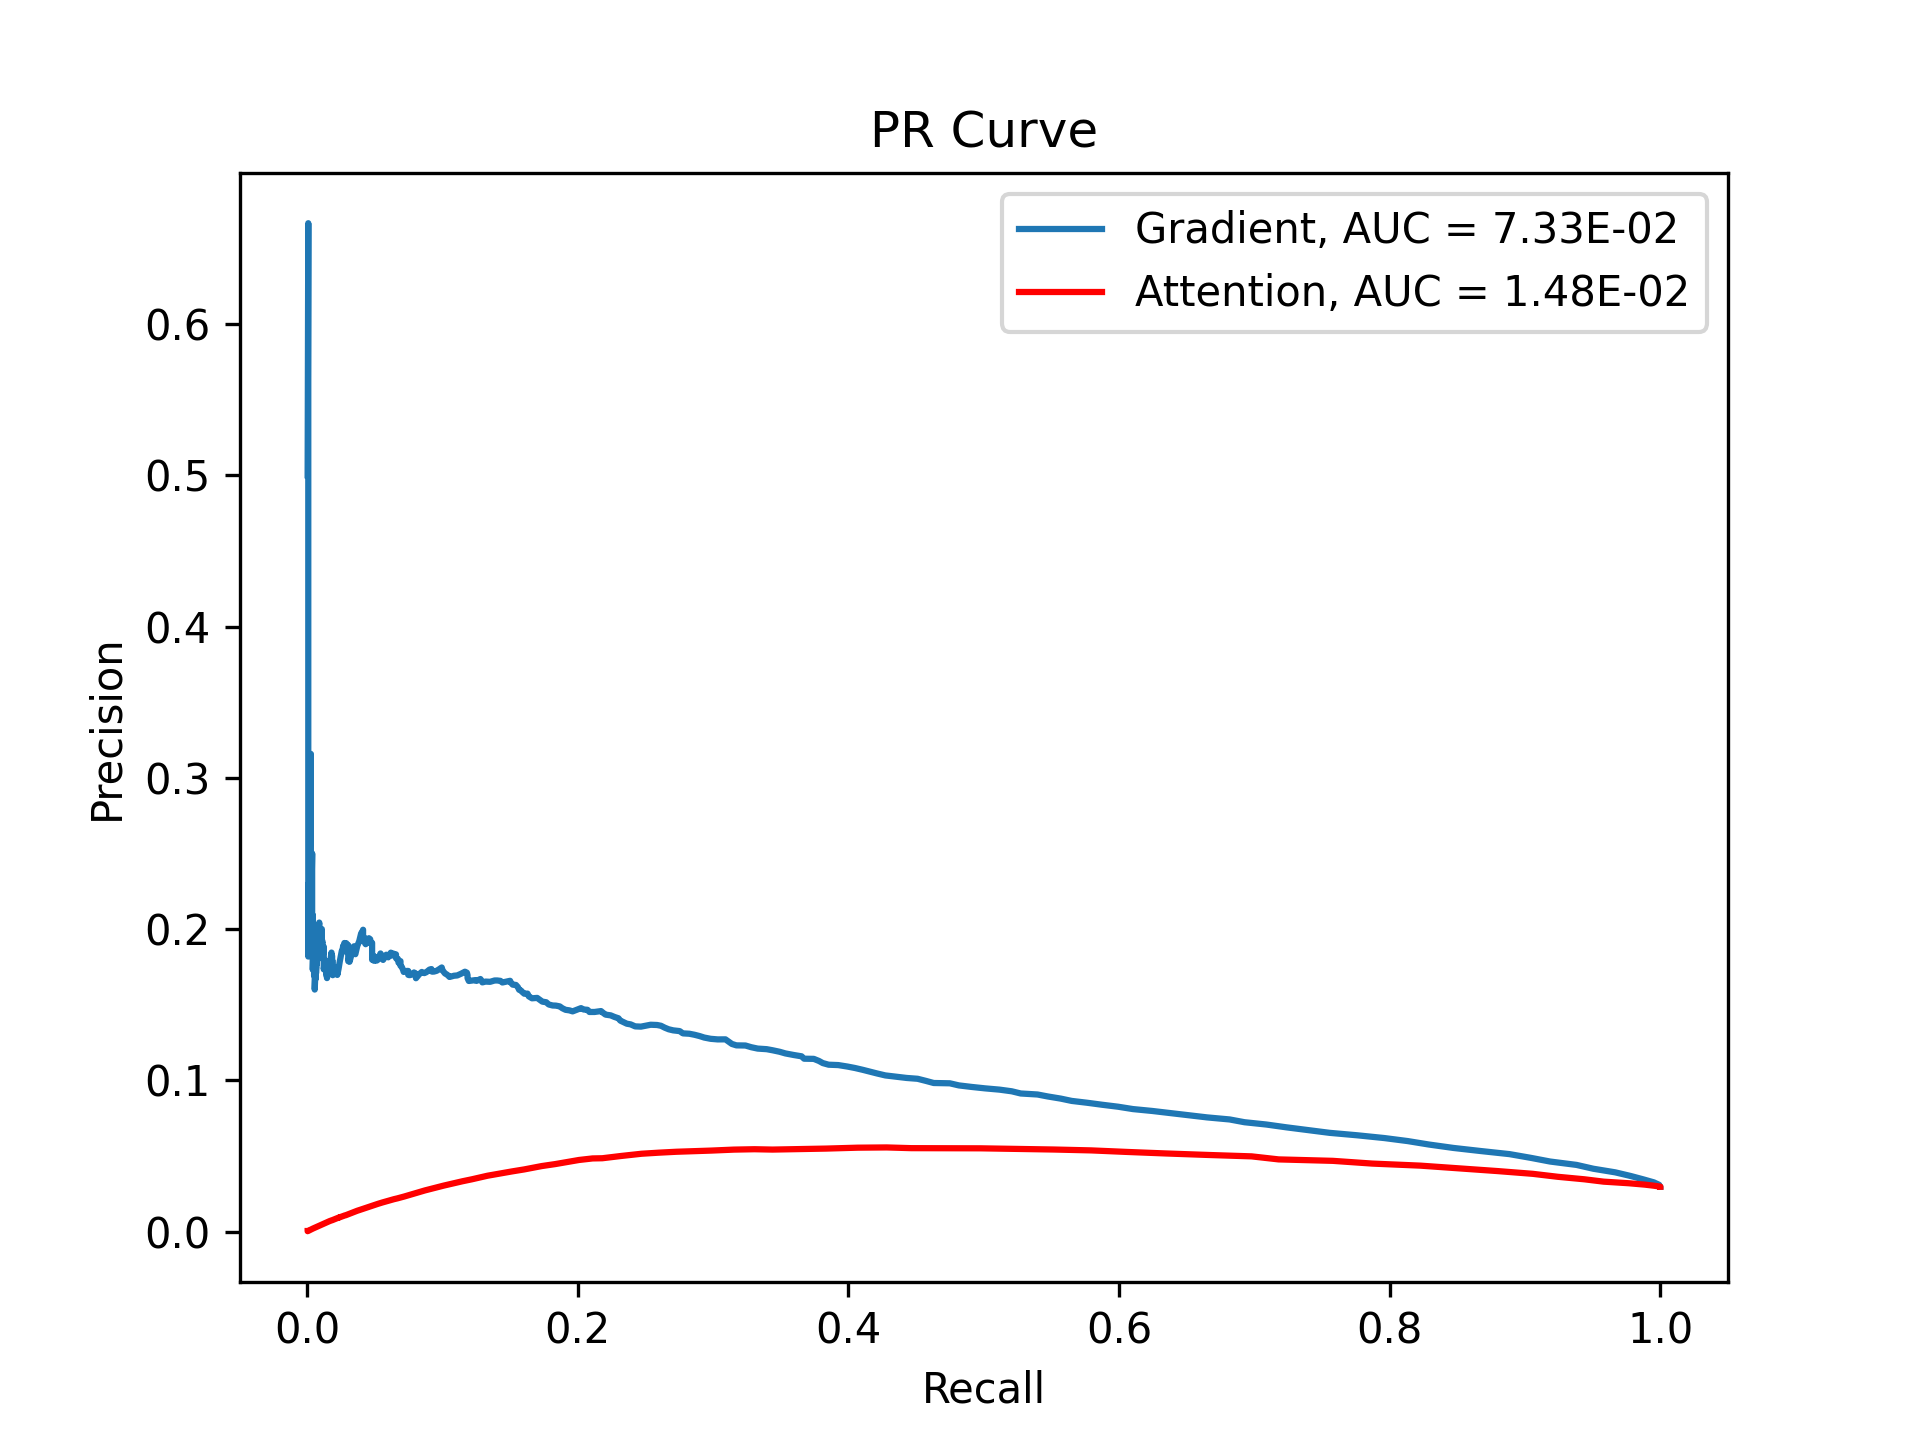 PR Curve
Gradient, AUC = 7.33E-02
Attention, AUC = 1.48E-02
0.6
0.5
0.4
0.3
0.2
0.1
0.0
Precision
0.0 0.2 0.4 0.6 0.8 1.0
Recall